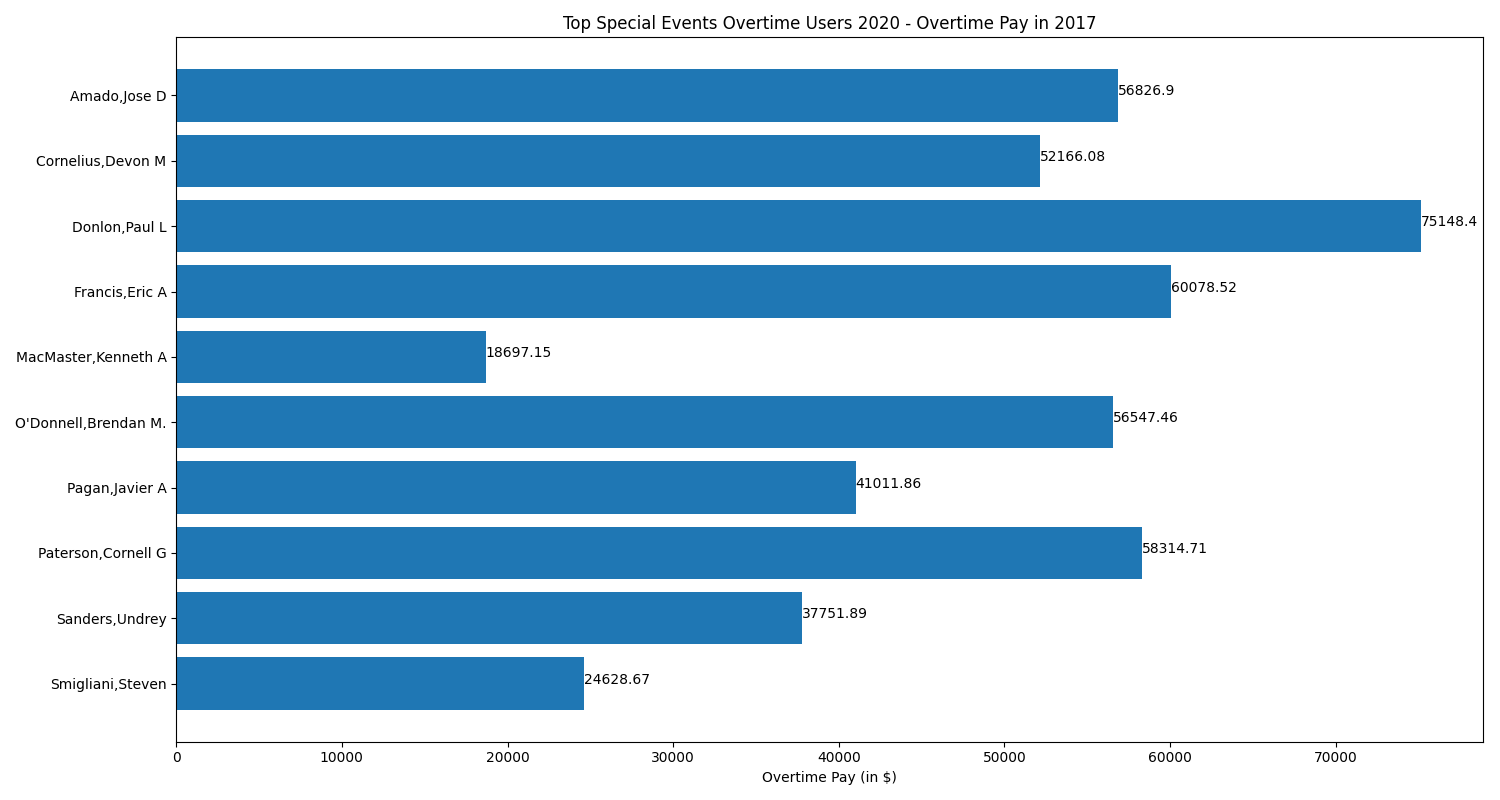 Top Special Events Overtime Users 2020 - Overtime Pay in 2017
Amado,Jose D 56826.9
Cornelius,Devon M 52166.08
Donlon,Paul L 75148.4
Francis,Eric A 60078.52
MacMaster,Kenneth A 18697.15
O'Donnell,Brendan M. 56547.46
Pagan,Javier A 41011.86
Paterson,Cornell G 58314.71
Sanders,Undrey 37751.89
Smigliani,Steven 24628.67
0 10000 20000 30000 40000 50000 60000 70000
Overtime Pay (in $)